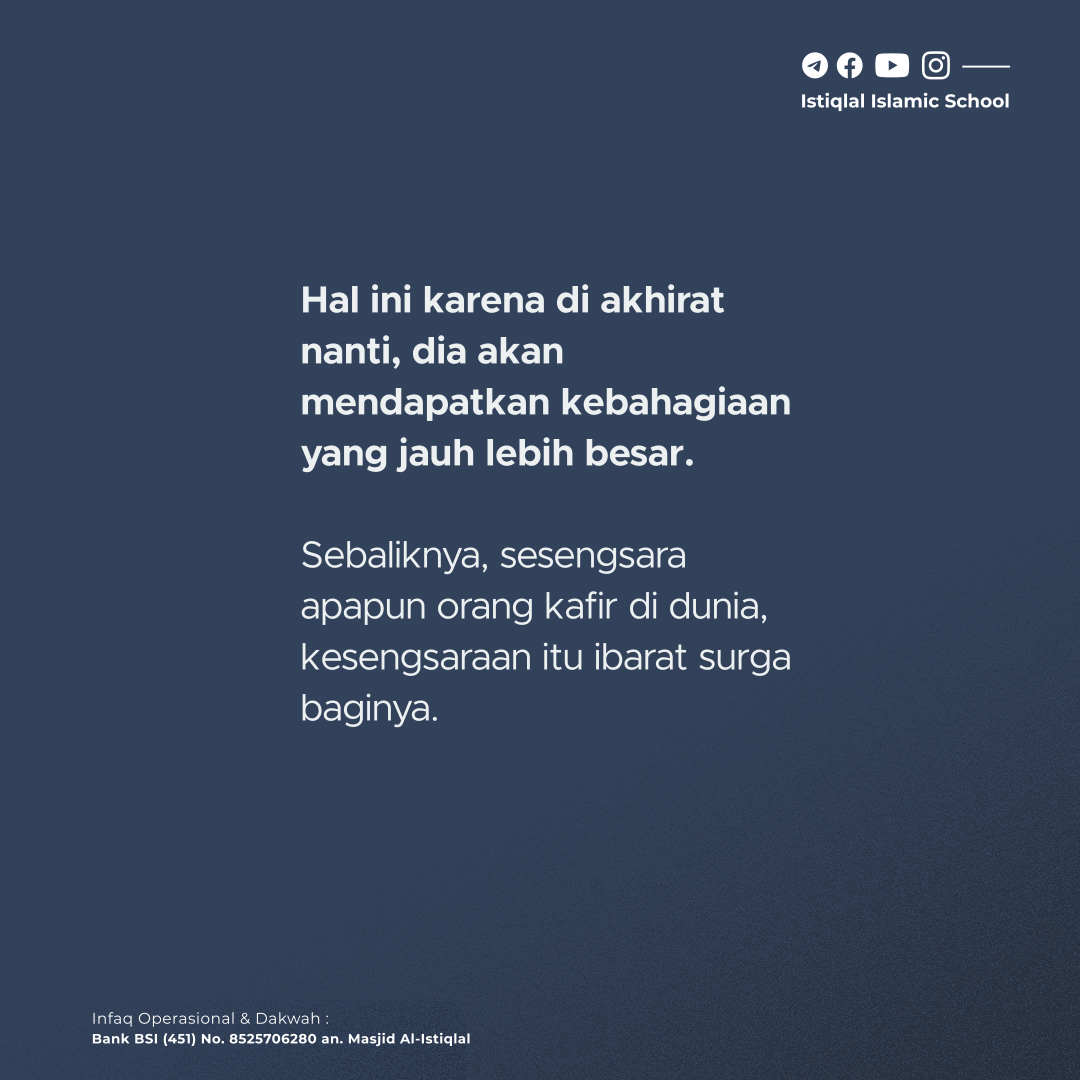 Istiqlal Islamic School
Hal ini karena di akhirat
nanti, dia akan
mendapatkan kebahagiaan
yang jauh lebih besar.
Sebaliknya, sesengsara
apapun orang kafir di dunia,
kesengsaraan itu ibarat surga
baginya.
Infaq Operasional & Dakwah :
Bank BSI (451) No. 8525706280 an. Masjid Al-Istiqlal